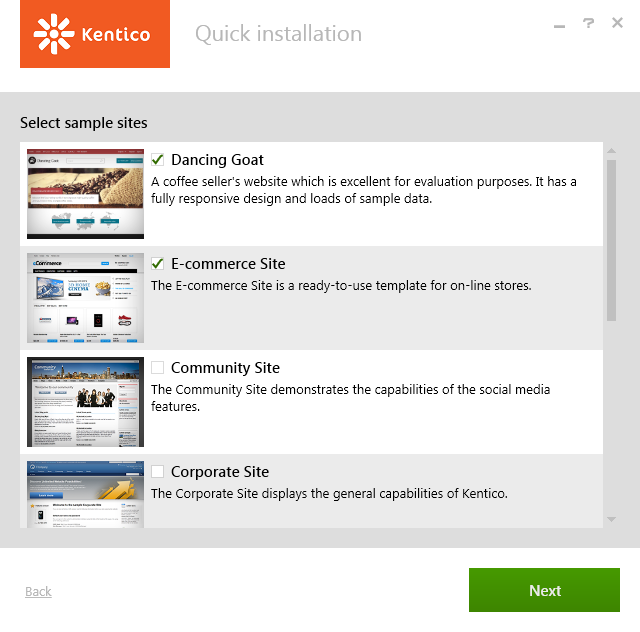 Kentico
Quick installation
Select sample sites
Dancing Goat
A coffee seller's website which is excellent for evaluation purposes. It has a
fully responsive design and loads of sample data.
E-commerce Site
The E-commerce Site is a ready-to-use template for on-line stores.
Community Site
The Community Site demonstrates the capabilities of the social media
features.
Corporate Site
The Corporate Site displays the general capabilities of Kentico.
Back
Next